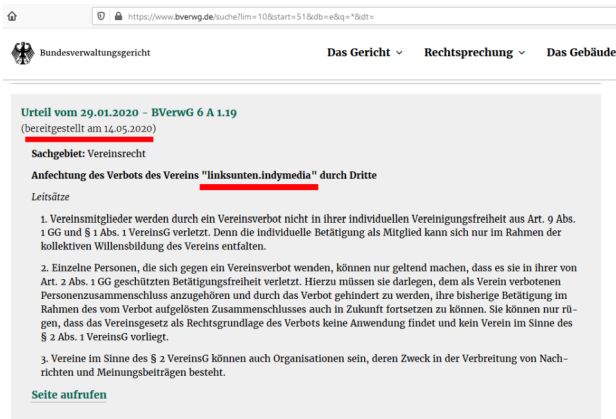 https://www.bverwg.de/suche?lim=10&start=51&db=e&q=*&dt=
Bundesverwaltungsgericht
Das Gericht
Rechtsprechung
Das Gebäude
Urteil vom 29.01.2020 - BVerwG 6 A 1.19
(bereitgestellt am 14.05.2020)
Sachgebiet: Vereinsrecht
Anfechtung des Verbots des Vereins "linksunten.indymedia" durch Dritte
Leitsätze
1. Vereinsmitglieder werden durch ein Vereinsverbot nicht in ihrer individuellen Vereinigungsfreiheit aus Art. 9 Abs.
1 GG und § 1 Abs. 1 VereinsG verletzt. Denn die individuelle Betätigung als Mitglied kann sich nur im Rahmen der
kollektiven Willensbildung des Vereins entfalten.
2. Einzelne Personen, die sich gegen ein Vereinsverbot wenden, können nur geltend machen, dass es sie in ihrer von
Art. 2 Abs. 1 GG geschützten Betätigungsfreiheit verletzt. Hierzu müssen sie darlegen, dem als Verein verbotenen
Personenzusammenschluss anzugehören und durch das Verbot gehindert zu werden, ihre bisherige Betätigung im
Rahmen des vom Verbot aufgelösten Zusammenschlusses auch in Zukunft fortsetzen zu können. Sie können nur rü-
gen, dass das Vereinsgesetz als Rechtsgrundlage des Verbots keine Anwendung findet und kein Verein im Sinne des
§ 2 Abs. 1 VereinsG vorliegt.
3. Vereine im Sinne des § 2 VereinsG können auch Organisationen sein, deren Zweck in der Verbreitung von Nach-
richten und Meinungsbeiträgen besteht.
Seite aufrufen